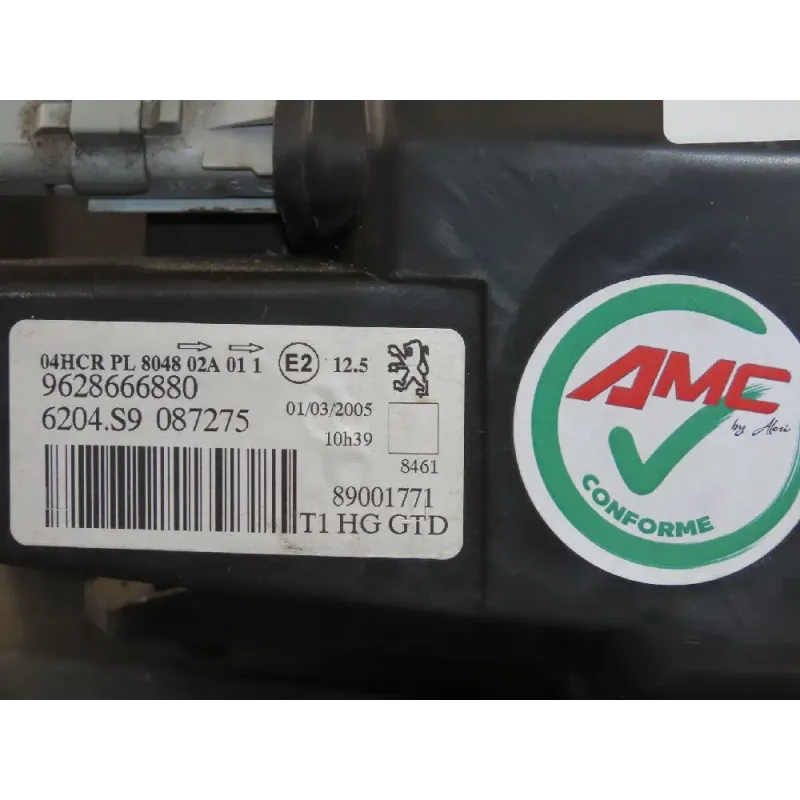 04HCR PL 8048 02A 01 1 E2 12.5
9628666880
6204.S9 087275
01/03/2005
10h39
8461
89001771
T1 HG GTD
AMC
by Alesi
CONFORME